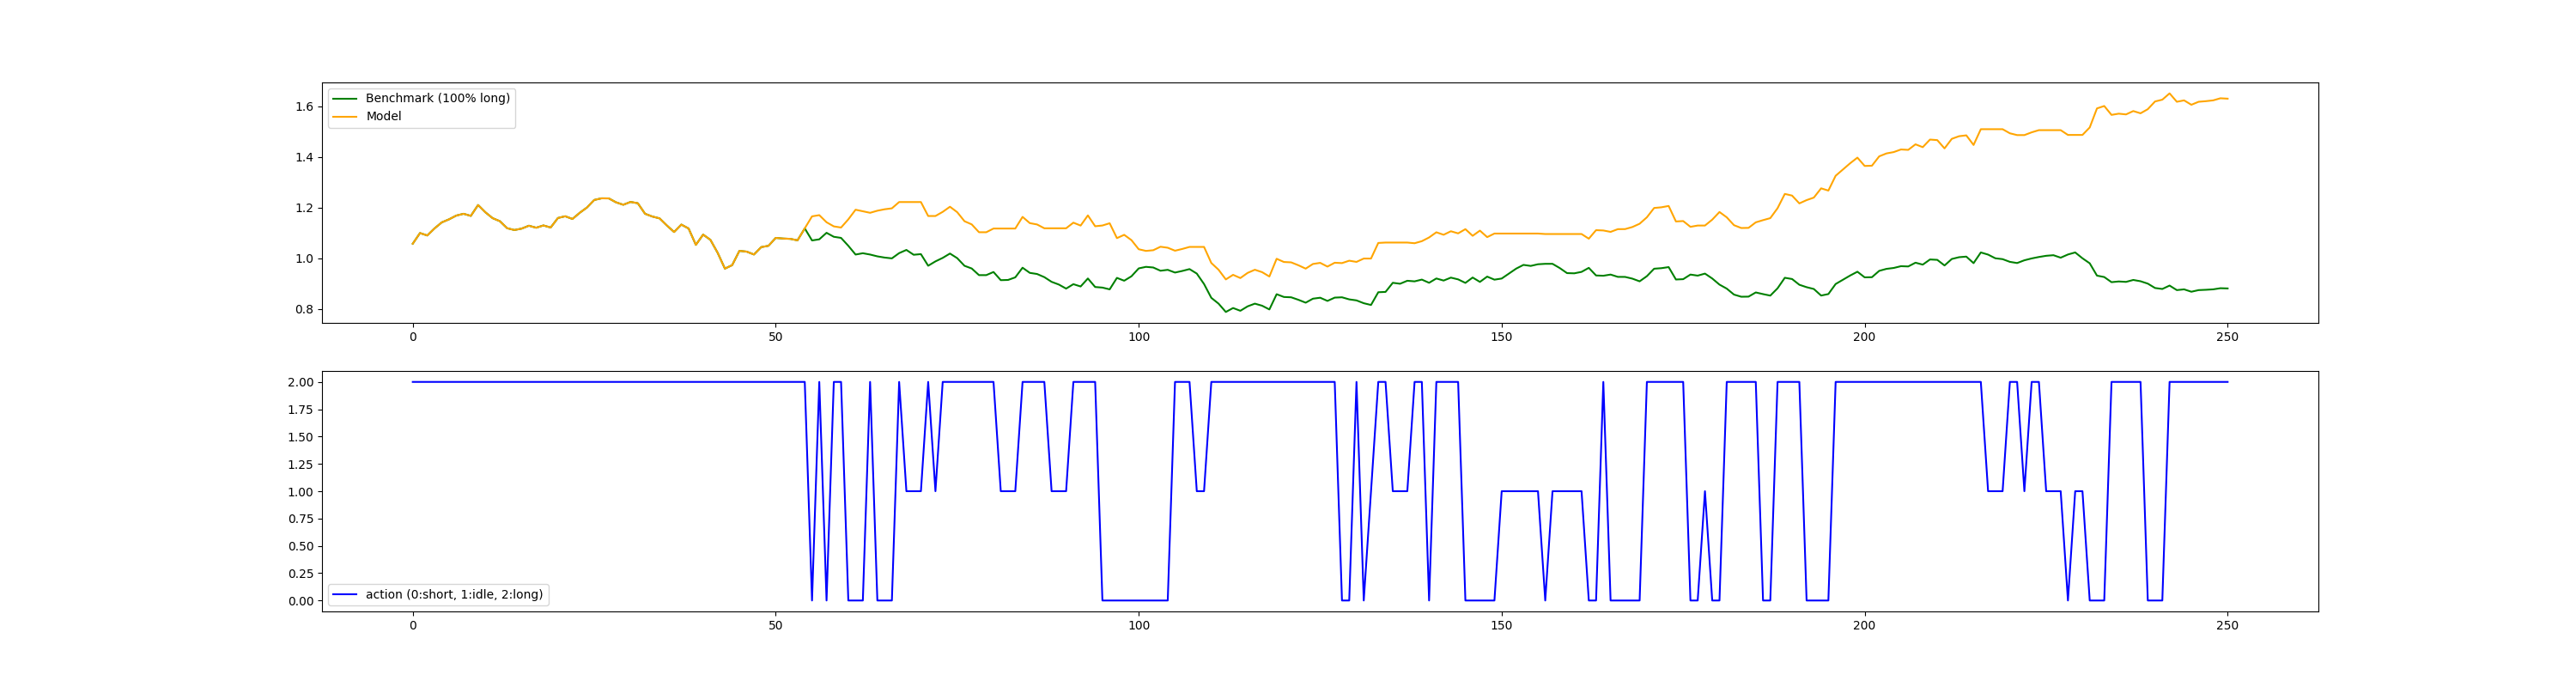 Benchmark (100% long)
Model
1.6
1.4
1.2
1.0
0.8
0 50 100 150 200 250
2.00
1.75
1.50
1.25
1.00
0.75
0.50
0.25
0.00
action (0:short, 1:idle, 2:long)
0 50 100 150 200 250